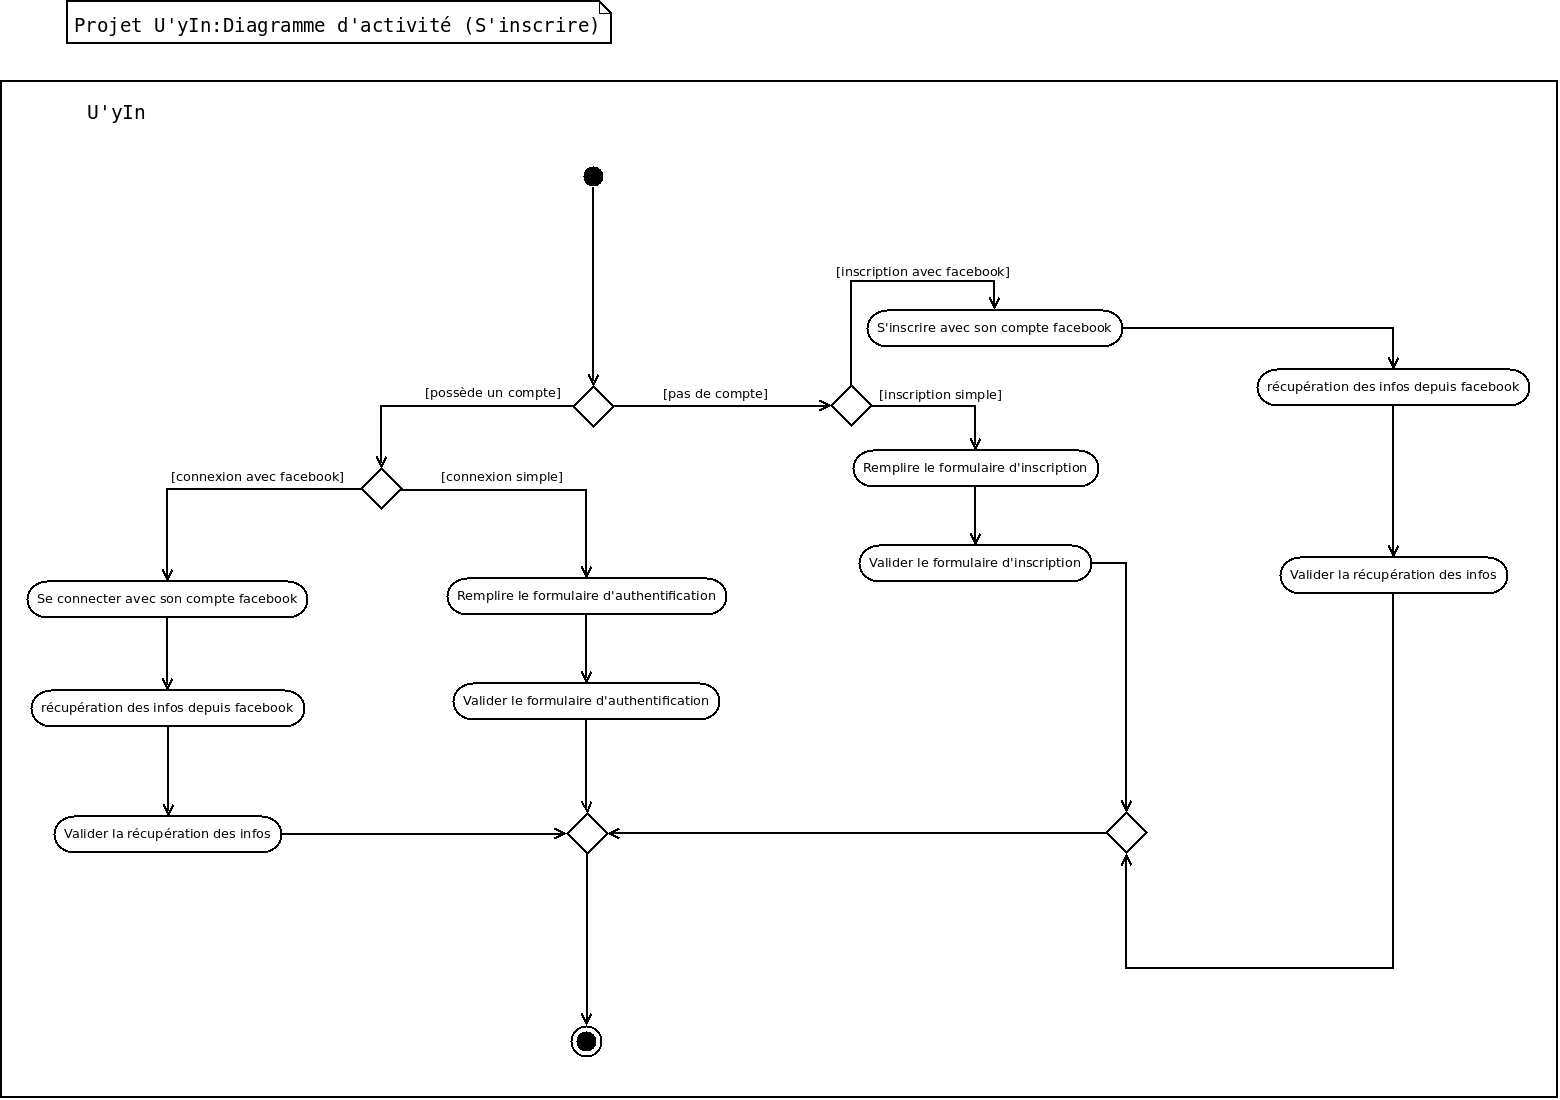 Projet U'yIn:Diagramme d'activité (S'inscrire)
U'yIn
[inscription avec facebook]
S'inscrire avec son compte facebook
récupération des infos depuis facebook
[possède un compte]
[pas de compte]
[inscription simple]
Remplire le formulaire d'inscription
[connexion avec facebook]
[connexion simple]
Valider le formulaire d'inscription
Valider la récupération des infos
Se connecter avec son compte facebook
Remplire le formulaire d'authentification
récupération des infos depuis facebook
Valider le formulaire d'authentification
Valider la récupération des infos